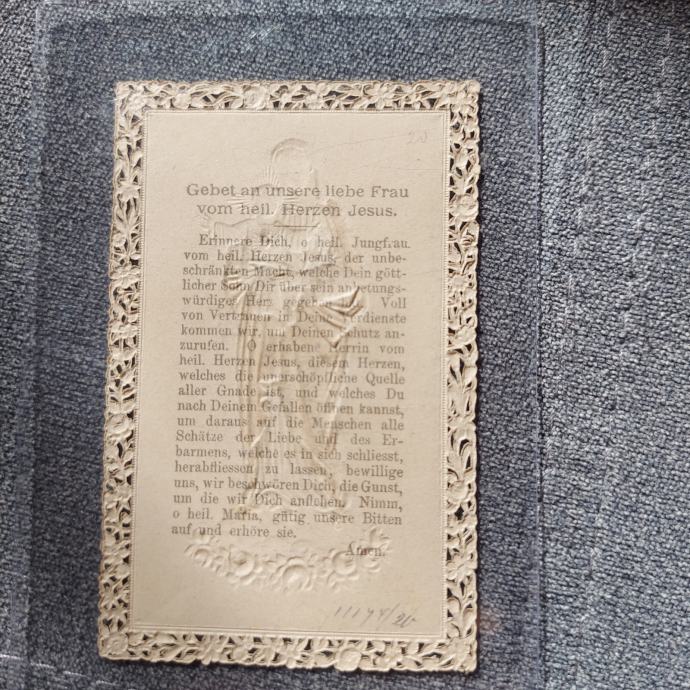 20
Gebet an unsere liebe Frau
vom heil. Herzen Jesus.
Erinnere Dich, o heil. Jungfrau
vom heil. Herzen Jesus, der unbe-
schränkten Macht, welche Dein gött-
licher Sohn Dir über sein anbetungs-
würdiges Herz gegeben hat. Voll
von Vertrauen in Deine Verdienste
kommen wir, um Deinen Schutz an-
zurufen. O erhabene Herrin vom
heil. Herzen Jesus, diesem Herzen,
welches die unerschöpfliche Quelle
aller Gnade ist, und welches Du
nach Deinem Gefallen öffnen kannst,
um daraus auf die Menschen alle
Schätze der Liebe und des Er-
barmens, welche es in sich schliesst,
herabfliessen zu lassen, bewillige
uns, wir beschwören Dich, die Gunst,
um die wir Dich anflehen. Nimm,
o heil. Maria, gütig unsere Bitten
auf und erhöre sie.
Amen.